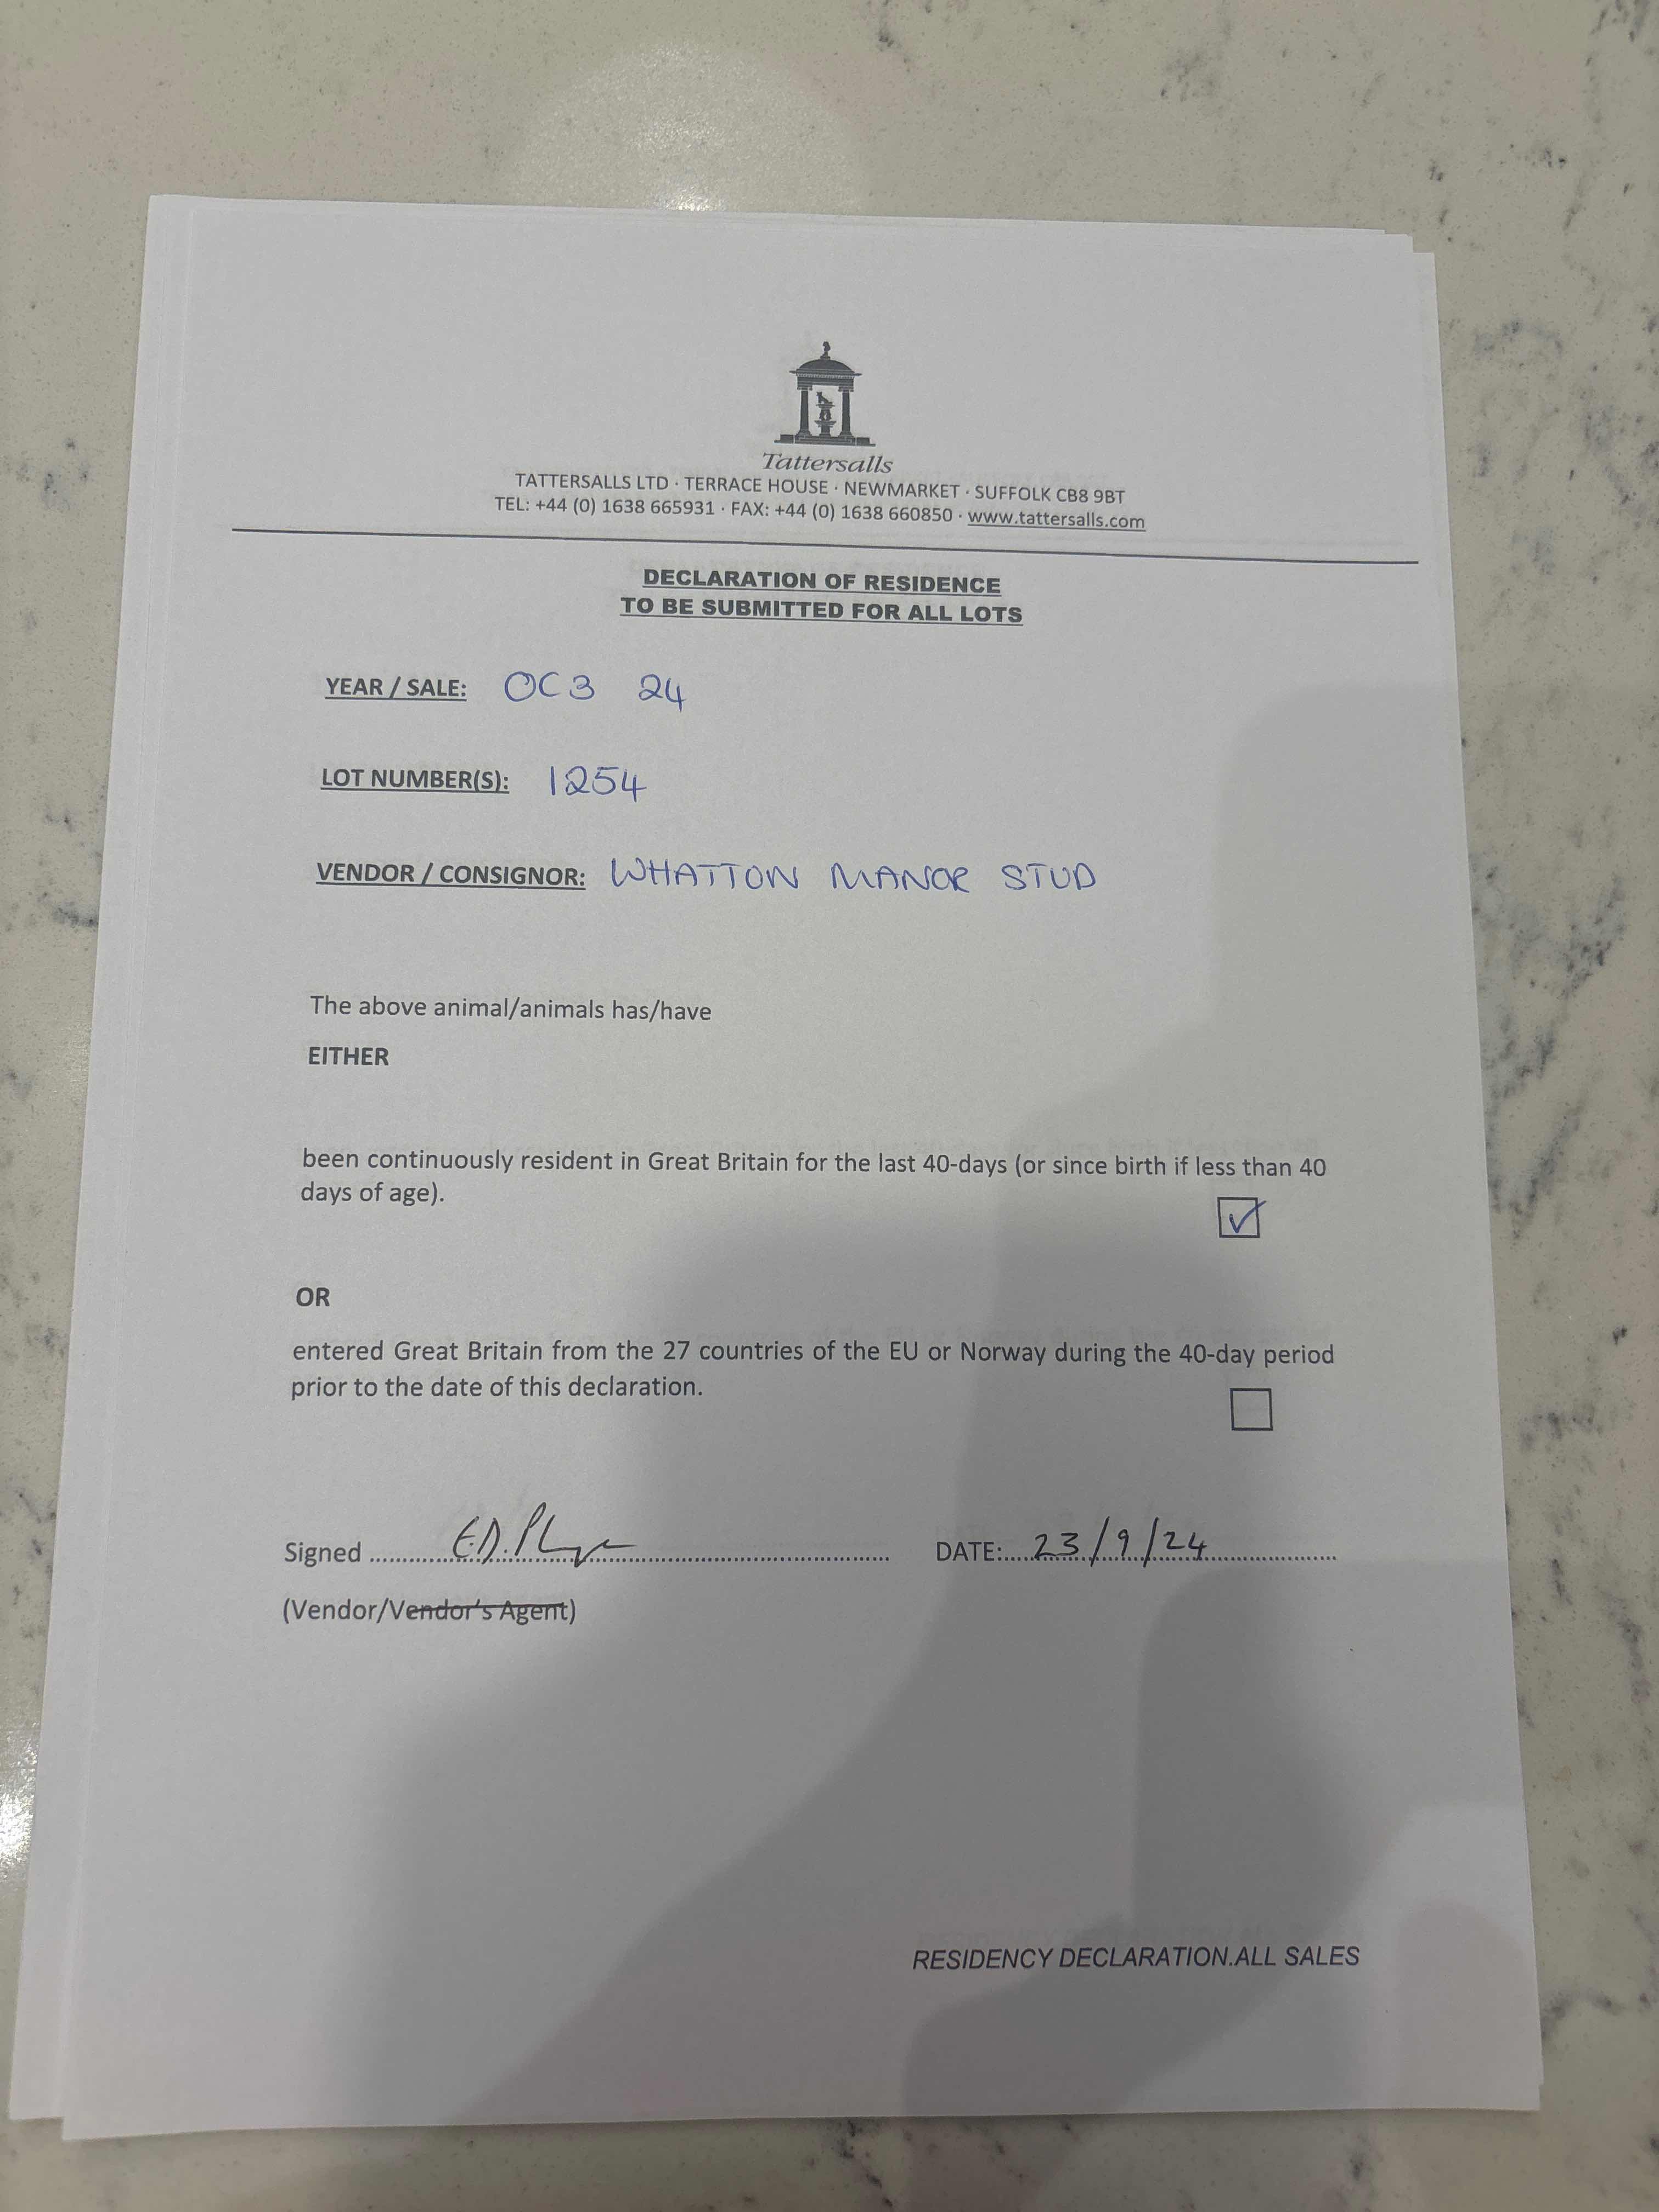 Tattersalls
TATTERSALLS LTD · TERRACE HOUSE · NEWMARKET · SUFFOLK CB8 9BT
TEL: +44 (0) 1638 665931 · FAX: +44 (0) 1638 660850 · www.tattersalls.com
DECLARATION OF RESIDENCE
TO BE SUBMITTED FOR ALL LOTS
YEAR / SALE: OC3 24
LOT NUMBER(S): 1254
VENDOR / CONSIGNOR: WHATTON MANOR STUD
The above animal/animals has/have
EITHER
been continuously resident in Great Britain for the last 40-days (or since birth if less than 40
days of age).
OR
entered Great Britain from the 27 countries of the EU or Norway during the 40-day period
prior to the date of this declaration.
Signed E.D. DATE: 23/9/24
(Vendor/Vendor's Agent)
RESIDENCY DECLARATION.ALL SALES